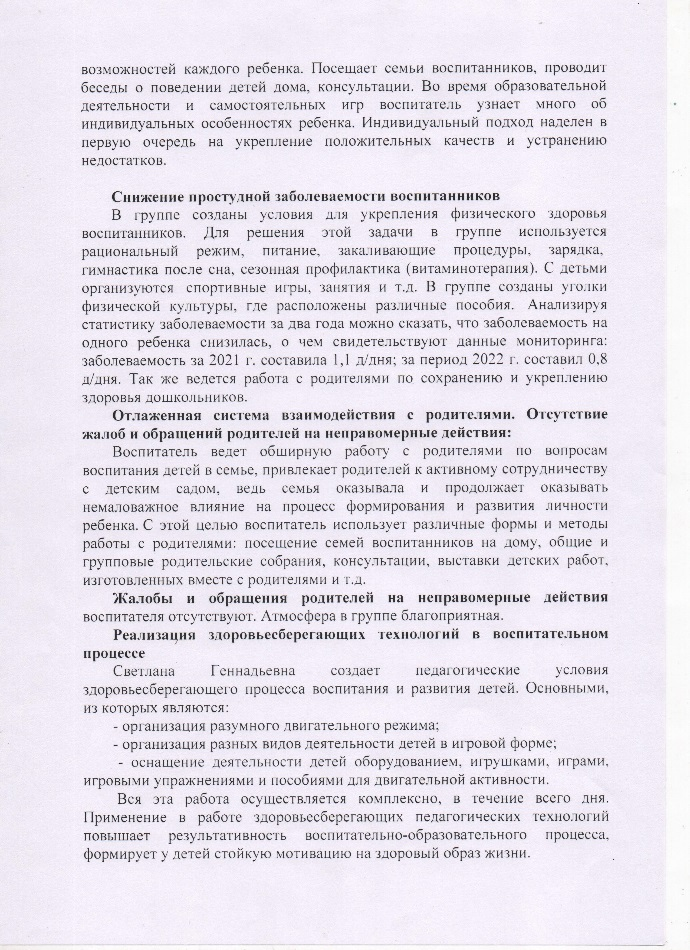 возможностей каждого ребенка. Посещает семьи воспитанников, проводит
беседы о поведении детей дома, консультации. Во время образовательной
деятельности и самостоятельных игр воспитатель узнает много об
индивидуальных особенностях ребенка. Индивидуальный подход наделен в
первую очередь на укрепление положительных качеств и устранению
недостатков.
Снижение простудной заболеваемости воспитанников
В группе созданы условия для укрепления физического здоровья
воспитанников. Для решения этой задачи в группе используется
рациональный режим, питание, закаливающие процедуры, зарядка,
гимнастика после сна, сезонная профилактика (витаминотерапия). С детьми
организуются спортивные игры, занятия и т.д. В группе созданы уголки
физической культуры, где расположены различные пособия. Анализируя
статистику заболеваемости за два года можно сказать, что заболеваемость на
одного ребенка снизилась, о чем свидетельствуют данные мониторинга:
заболеваемость за 2021 г. составила 1,1 д/дня; за период 2022 г. составил 0,8
д/дня. Так же ведется работа с родителями по сохранению и укреплению
здоровья дошкольников.
Отлаженная система взаимодействия с родителями. Отсутствие
жалоб и обращений родителей на неправомерные действия:
Воспитатель ведет обширную работу с родителями по вопросам
воспитания детей в семье, привлекает родителей к активному сотрудничеству
с детским садом, ведь семья оказывала и продолжает оказывать
немаловажное влияние на процесс формирования и развития личности
ребенка. С этой целью воспитатель использует различные формы и методы
работы с родителями: посещение семей воспитанников на дому, общие и
групповые родительские собрания, консультации, выставки детских работ,
изготовленных вместе с родителями и т.д.
Жалобы и обращения родителей на неправомерные действия
воспитателя отсутствуют. Атмосфера в группе благоприятная.
Реализация здоровьесберегающих технологий в воспитательном
процессе
Светлана Геннадьевна создает педагогические условия
здоровьесберегающего процесса воспитания и развития детей. Основными,
из которых являются:
- организация разумного двигательного режима;
- организация разных видов деятельности детей в игровой форме;
- оснащение деятельности детей оборудованием, игрушками, играми,
игровыми упражнениями и пособиями для двигательной активности.
Вся эта работа осуществляется комплексно, в течение всего дня.
Применение в работе здоровьесберегающих педагогических технологий
повышает результативность воспитательно-образовательного процесса,
формирует у детей стойкую мотивацию на здоровый образ жизни.